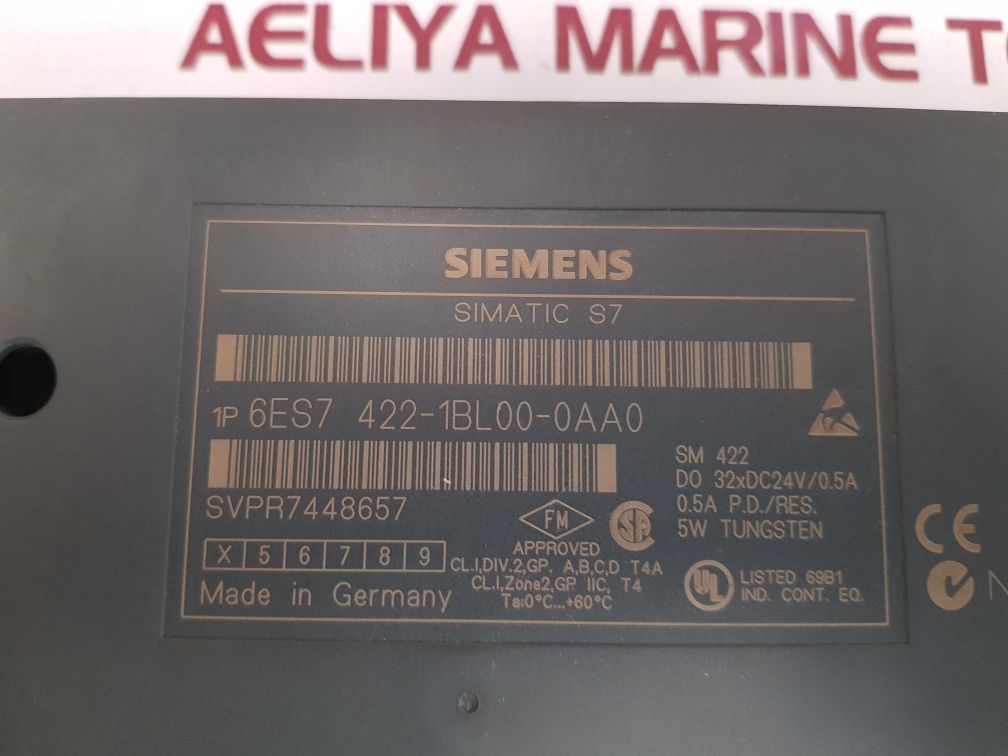 AELIYA MARINE
SIEMENS
SIMATIC S7
1P 6ES7 422-1BL00-0AA0
SVPR7448657
X 5 6 7 8 9
Made in Germany
FM
APPROVED
CL.I,DIV.2,GP. A,B,C,D T4A
CL.I,Zone2,GP IIC, T4
Ta:0°C...+60°C
SA
SM 422
DO 32xDC24V/0.5A
0.5A P.D./RES.
5W TUNGSTEN
UL
LISTED 69B1
IND. CONT. EQ.
CE
N